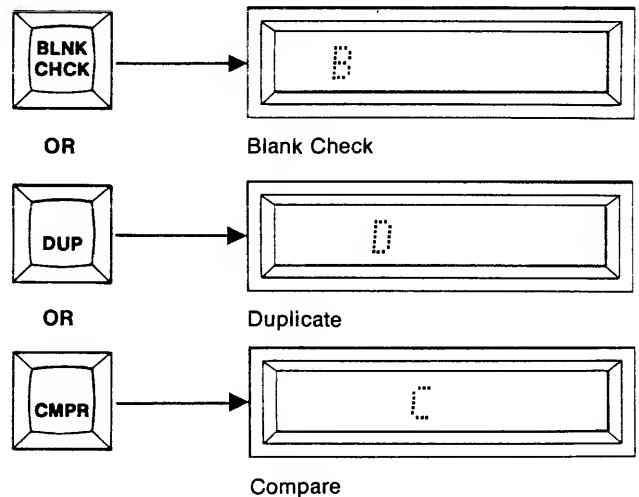 BLNK
CHCK
B
OR
Blank Check
DUP
D
OR
Duplicate
CMPR
C
Compare